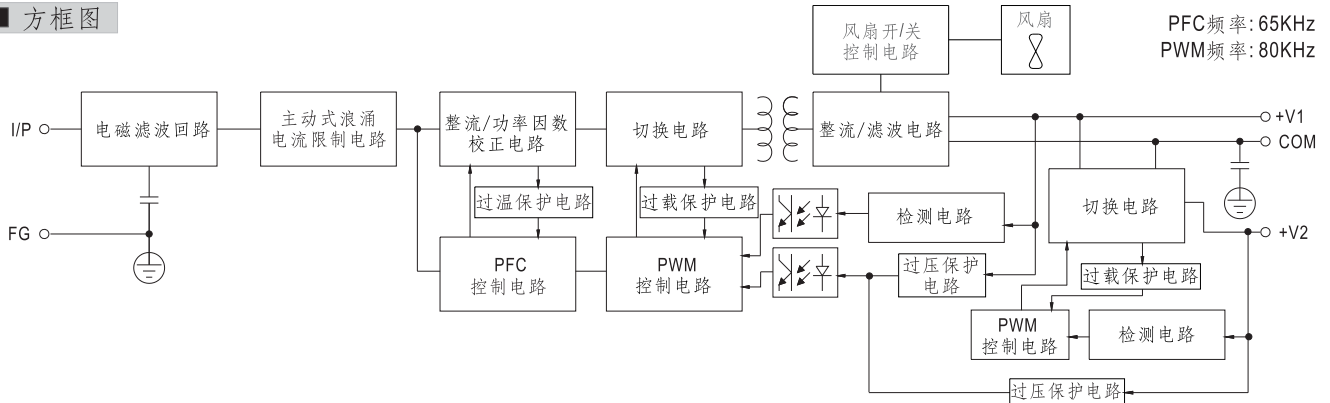 方框图
PFC频率: 65KHz
PWM频率: 80KHz
风扇开/关
控制电路
风扇
I/P
电磁滤波回路
主动式浪涌
电流限制电路
整流/功率因数
校正电路
切换电路
整流/滤波电路
+V1
COM
过温保护电路
过载保护电路
检测电路
切换电路
FG
+V2
PFC
控制电路
PWM
控制电路
过压保护
电路
过载保护电路
PWM
控制电路
检测电路
过压保护电路